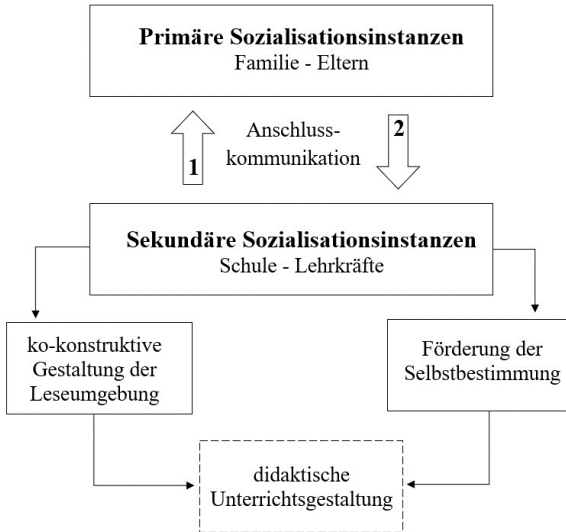 Primäre Sozialisationsinstanzen
Familie - Eltern
1
Anschluss-
kommunikation
2
Sekundäre Sozialisationsinstanzen
Schule - Lehrkräfte
ko-konstruktive
Gestaltung der
Leseumgebung
Förderung der
Selbstbestimmung
didaktische
Unterrichtsgestaltung